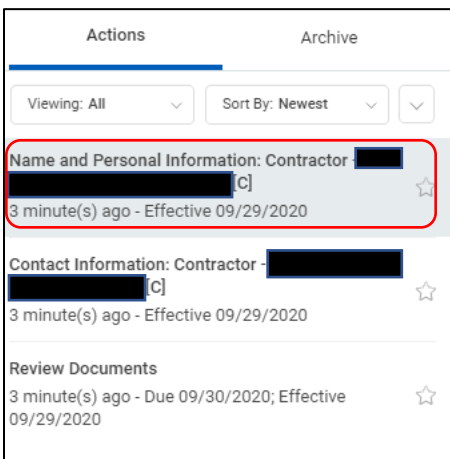 Actions Archive
Viewing: All Sort By: Newest
Name and Personal Information: Contractor -
[C]
3 minute(s) ago - Effective 09/29/2020
Contact Information: Contractor -
[C]
3 minute(s) ago - Effective 09/29/2020
Review Documents
3 minute(s) ago - Due 09/30/2020; Effective
09/29/2020